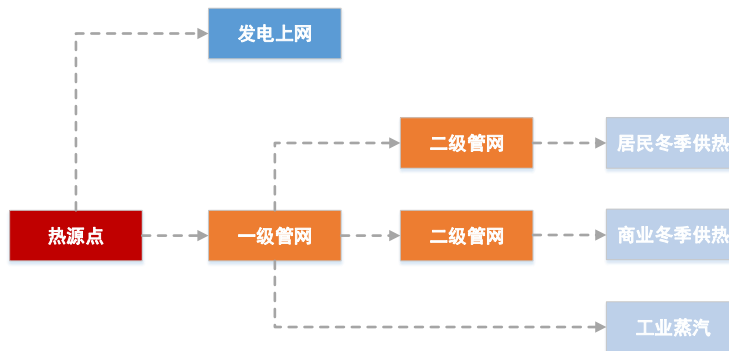 发电上网
二级管网
居民冬季供热
热源点
一级管网
二级管网
商业冬季供热
工业蒸汽